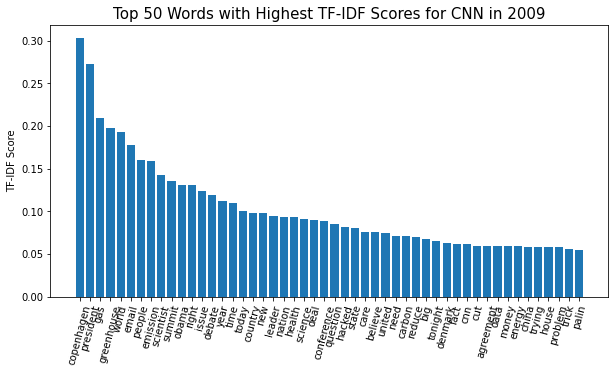 Top 50 Words with Highest TF-IDF Scores for CNN in 2009
TF-IDF Score
0.30
0.25
0.20
0.15
0.10
0.05
0.00
copenhagen
president
gas
greenhouse
world
email
people
emission
scientist
summit
obama
right
issue
debate
year
time
today
country
new
leader
nation
health
science
deal
conference
question
hacked
state
care
believe
united
need
carbon
reduce
big
tonight
denmark
fact
cnn
cut
agreement
data
money
energy
china
trying
house
problem
trick
palin